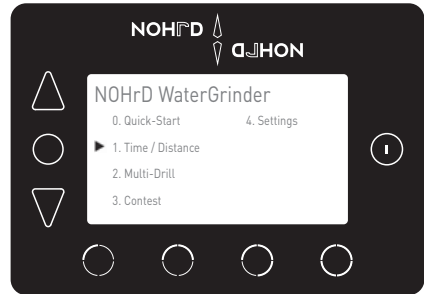 NOHrD
NOHrD
NOHrD WaterGrinder
0. Quick-Start 4. Settings
1. Time / Distance
2. Multi-Drill
3. Contest